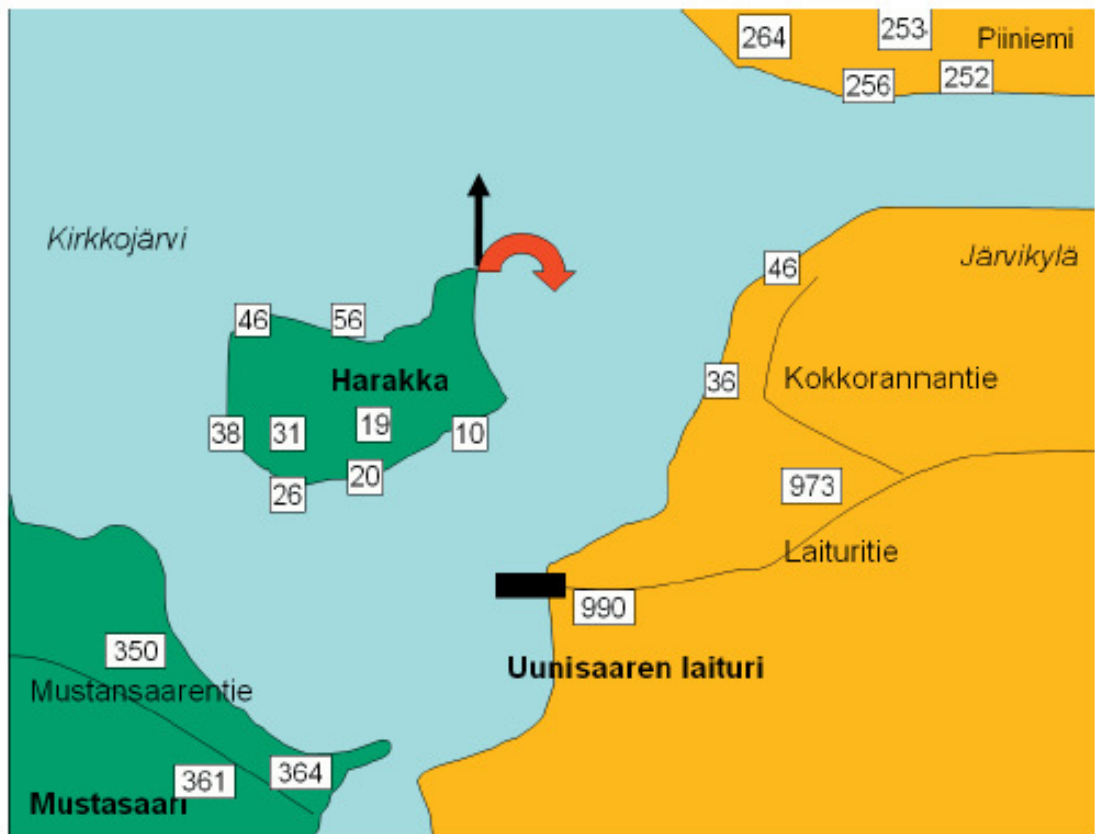 264
253
Piiniemi
256
252
Kirkkojärvi
46
Järvikylä
46
56
36
Harakka
Kokkorannantie
38
31
19
10
20
26
973
Laituritie
990
350
Uunisaaren laituri
Mustansaarentie
361
364
Mustasaari